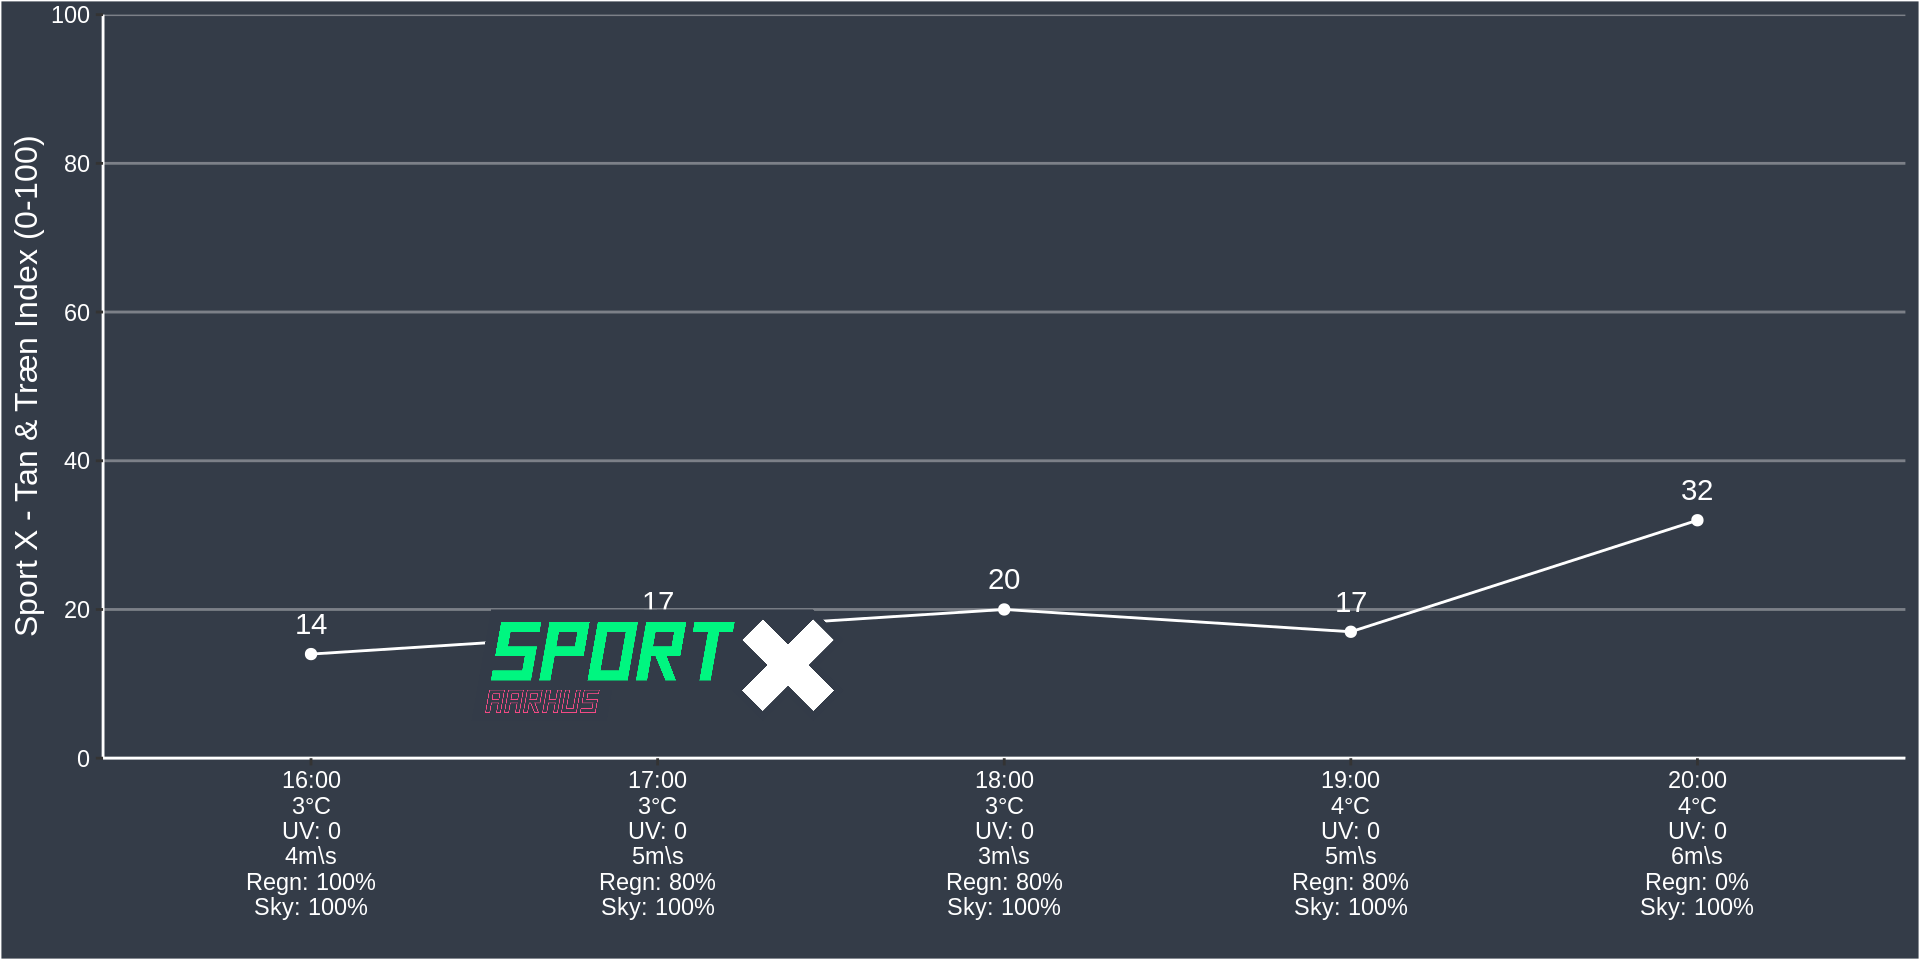 Sport X - Tan & Træn Index (0-100)
100
80
60
40
20
0
14
17
20
17
32
SPORT X
AARHUS
16:00 17:00 18:00 19:00 20:00
3°C 3°C 3°C 4°C 4°C
UV: 0 UV: 0 UV: 0 UV: 0 UV: 0
4m\s 5m\s 3m\s 5m\s 6m\s
Regn: 100% Regn: 80% Regn: 80% Regn: 80% Regn: 0%
Sky: 100% Sky: 100% Sky: 100% Sky: 100% Sky: 100%